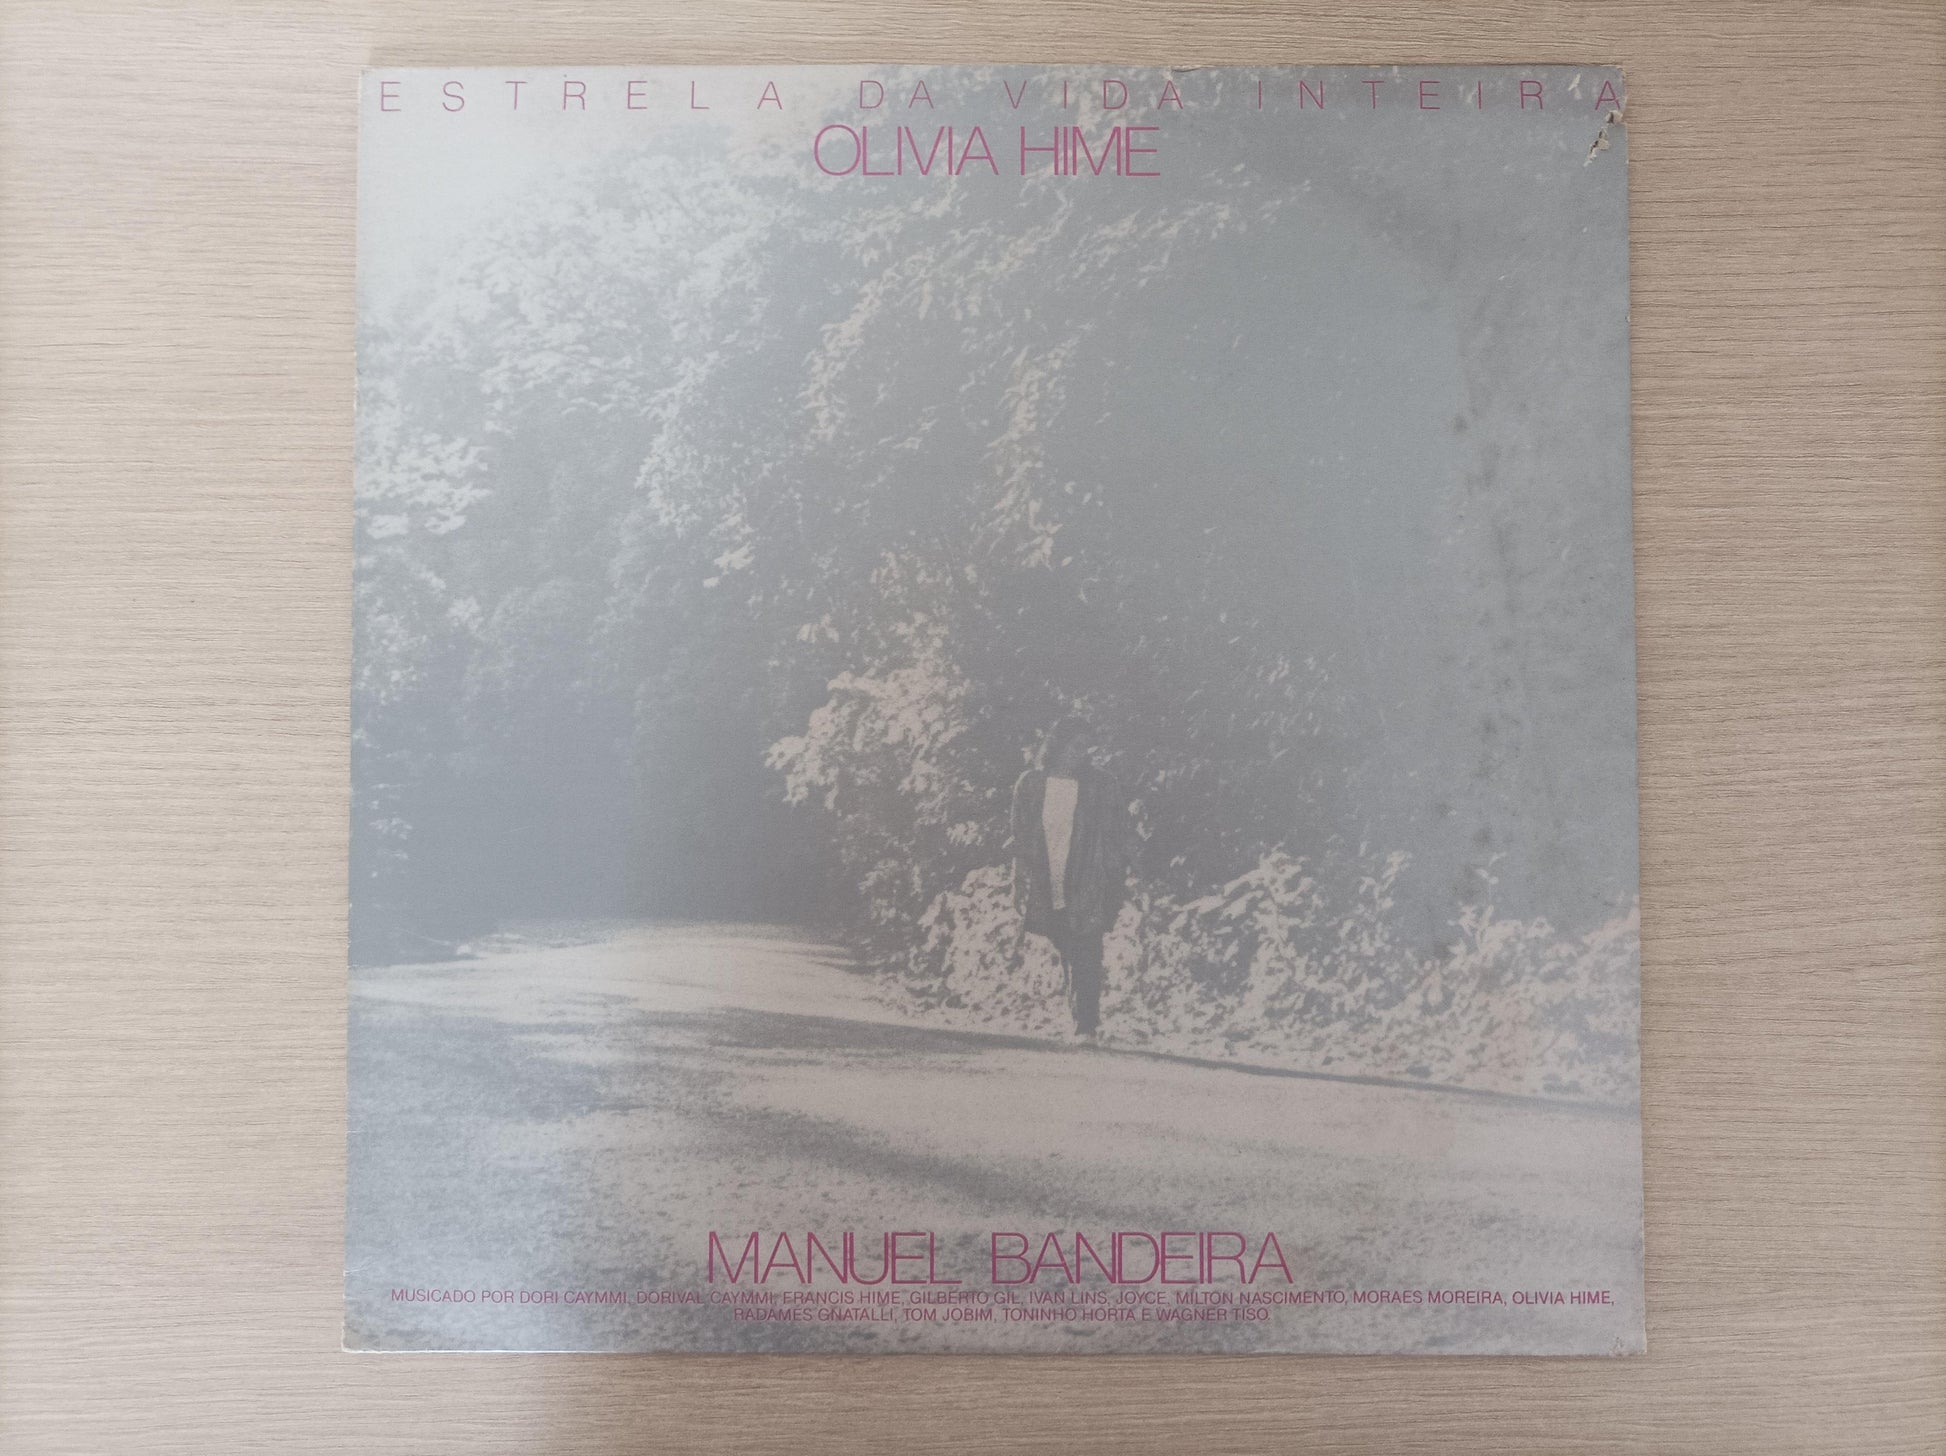 ESTRELA DA VIDA INTEIRA
OLIVIA HIME
MANUEL BANDEIRA
MUSICADO POR DORI CAYMMI, DORIVAL CAYMMI, FRANCIS HIME, GILBERTO GIL, IVAN LINS, JOYCE, MILTON NASCIMENTO, MORAES MOREIRA, OLIVIA HIME,
RADAMÉS GNATALLI, TOM JOBIM, TONINHO HORTA E WAGNER TISO.